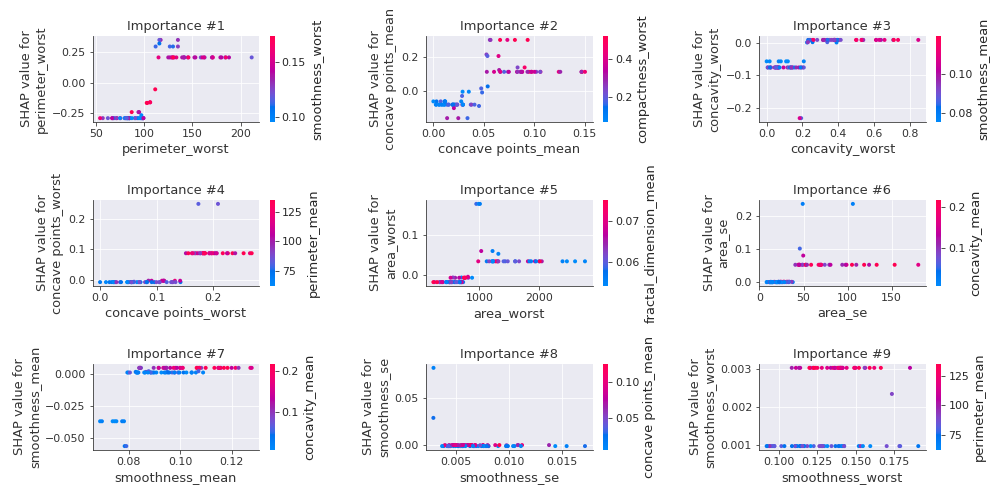 Importance #1
Importance #2
Importance #3
SHAP value for
perimeter_worst
0.25
0.00
−0.25
50
100
150
200
perimeter_worst
0.15
0.10
smoothness_worst
SHAP value for
concave points_mean
0.2
0.0
0.00
0.05
0.10
0.15
concave points_mean
0.4
0.2
compactness_worst
SHAP value for
concavity_worst
0.0
−0.1
−0.2
0.0
0.2
0.4
0.6
0.8
concavity_worst
0.10
0.08
smoothness_mean
Importance #4
Importance #5
Importance #6
SHAP value for
concave points_worst
0.2
0.1
0.0
0.0
0.1
0.2
concave points_worst
125
100
75
perimeter_mean
SHAP value for
area_worst
0.1
0.0
1000
2000
area_worst
0.07
0.06
fractal_dimension_mean
SHAP value for
area_se
0.2
0.1
0.0
0
50
100
150
area_se
0.2
0.1
concavity_mean
Importance #7
Importance #8
Importance #9
SHAP value for
smoothness_mean
0.000
−0.025
−0.050
0.08
0.10
0.12
smoothness_mean
0.2
0.1
concavity_mean
SHAP value for
smoothness_se
0.05
0.00
0.005
0.010
0.015
smoothness_se
0.10
0.05
concave points_mean
SHAP value for
smoothness_worst
0.003
0.002
0.001
0.100
0.125
0.150
0.175
smoothness_worst
125
100
75
perimeter_mean